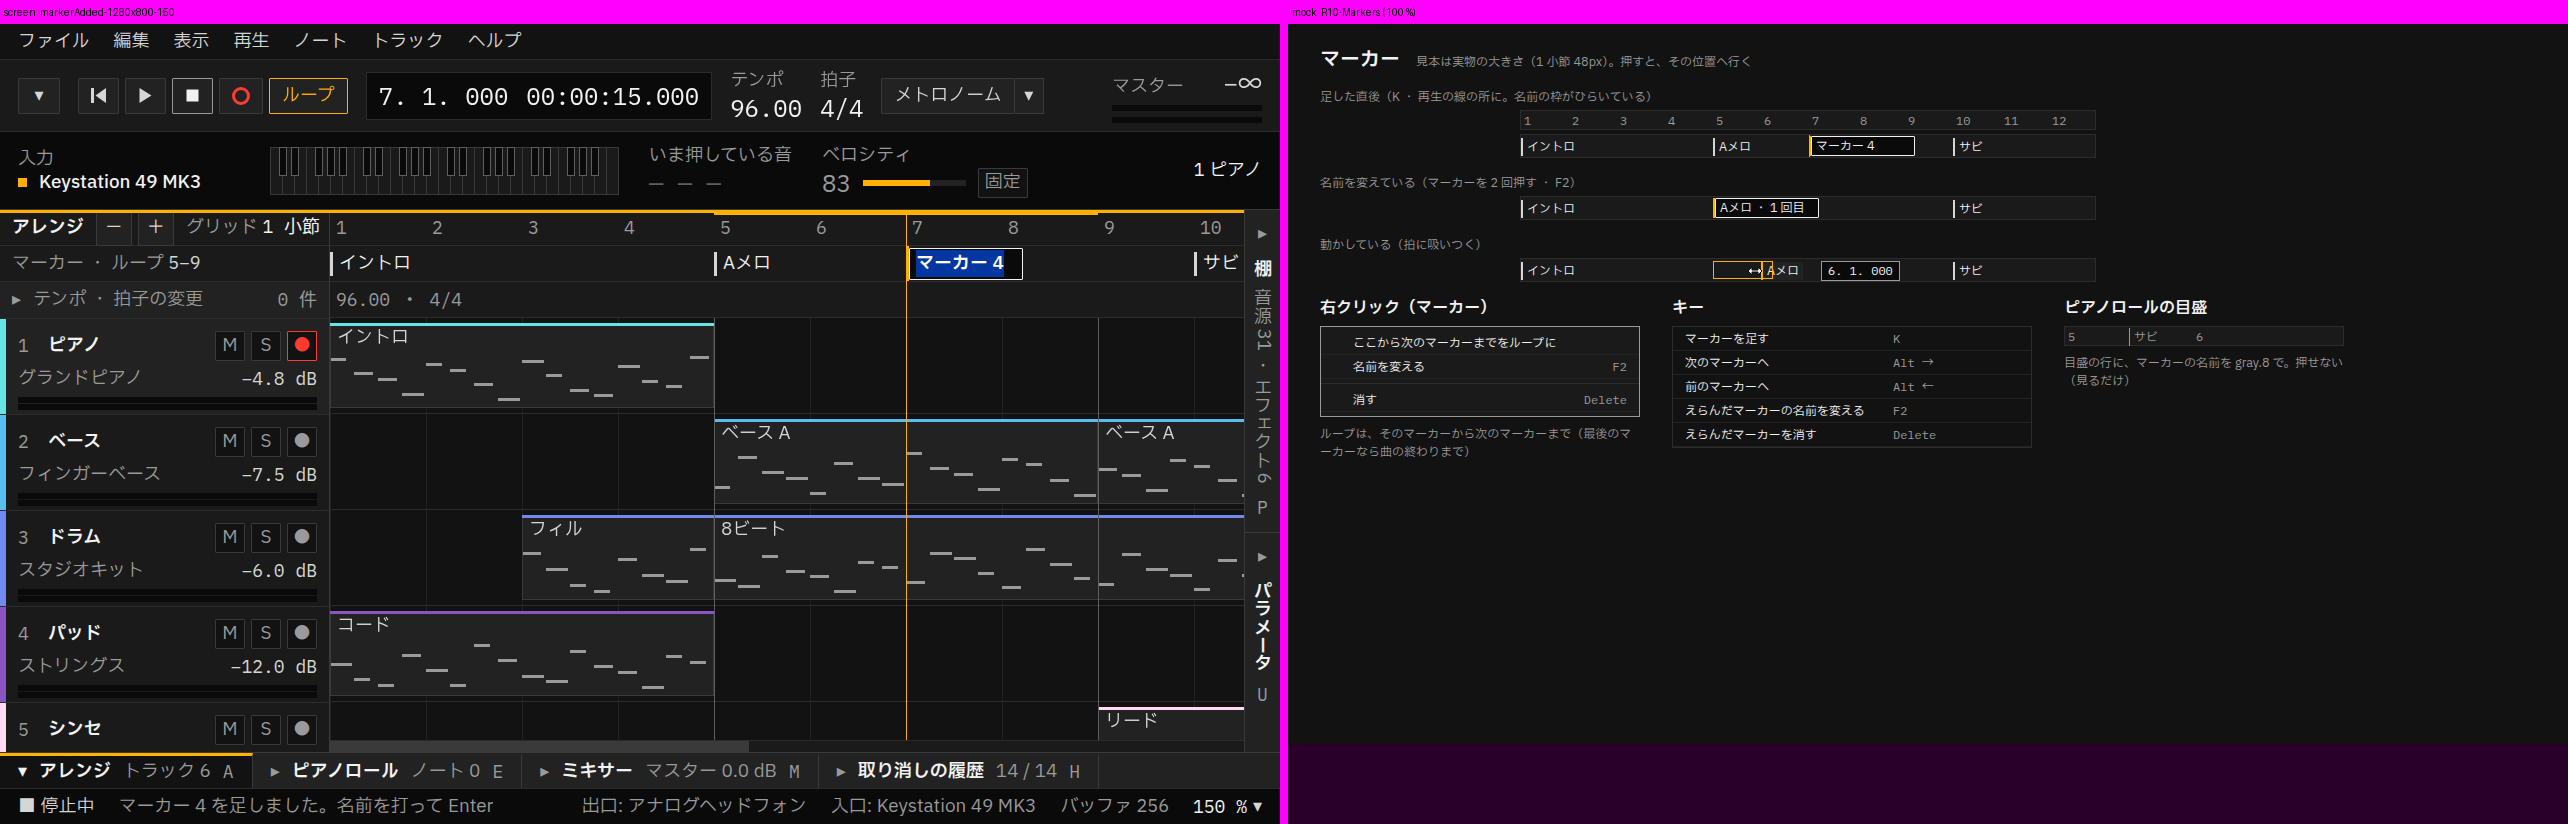 screen markerAdded-1280x800-150
ファイル 編集 表示 再生 ノート トラック ヘルプ
▼ ループ 7. 1. 000 00:00:15.000 テンポ 96.00 拍子 4/4 メトロノーム ▼ マスター −∞
入力 いま押している音 ベロシティ
Keystation 49 MK3 — — — 83 固定 1 ピアノ
アレンジ − + グリッド 1 小節 1 2 3 4 5 6 7 8 9 10
マーカー · ループ 5–9 イントロ Aメロ マーカー 4 サビ
▶ テンポ · 拍子の変更 0 件 96.00 · 4/4
1 ピアノ M S イントロ
グランドピアノ −4.8 dB
2 ベース M S ベース A ベース A
フィンガーベース −7.5 dB
3 ドラム M S フィル 8ビート
スタジオキット −6.0 dB
4 パッド M S コード
ストリングス −12.0 dB
5 シンセ M S リード
▶ 棚 音源 31 · エフェクト 6 P
▶ パラメータ U
▼ アレンジ トラック 6 A ▶ ピアノロール ノート 0 E ▶ ミキサー マスター 0.0 dB M ▶ 取り消しの履歴 14 / 14 H
■ 停止中 マーカー 4 を足しました。名前を打って Enter 出口: アナログヘッドフォン 入口: Keystation 49 MK3 バッファ 256 150 % ▼
mock R10-Markers (100 %)
マーカー 見本は実物の大きさ（1 小節 48px）。押すと、その位置へ行く
足した直後（K · 再生の線の所に。名前の枠がひらいている）
1 2 3 4 5 6 7 8 9 10 11 12
イントロ Aメロ マーカー 4 サビ
名前を変えている（マーカーを 2 回押す · F2）
イントロ Aメロ · 1 回目 サビ
動かしている（拍に吸いつく）
イントロ Aメロ 6. 1. 000 サビ
右クリック（マーカー）
ここから次のマーカーまでをループに
名前を変える F2
消す Delete
ループは、そのマーカーから次のマーカーまで（最後のマ
ーカーなら曲の終わりまで）
キー
マーカーを足す K
次のマーカーへ Alt →
前のマーカーへ Alt ←
えらんだマーカーの名前を変える F2
えらんだマーカーを消す Delete
ピアノロールの目盛
5 サビ 6
目盛の行に、マーカーの名前を gray.8 で。押せない
（見るだけ）